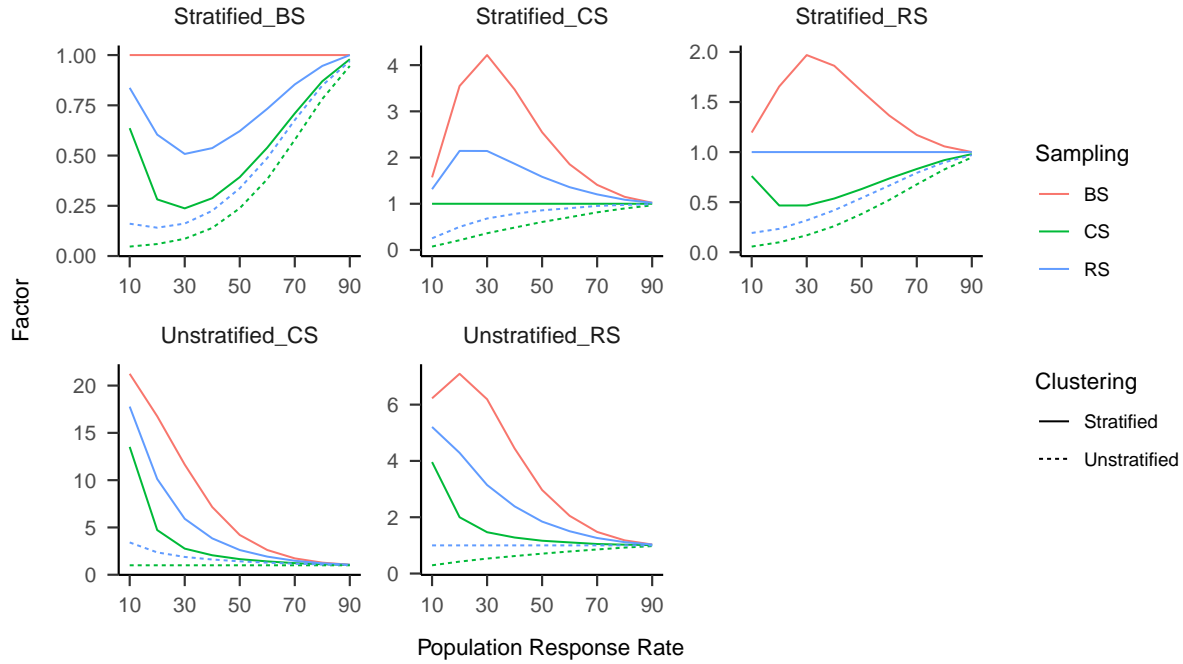 Stratified_BS
Stratified_CS
Stratified_RS
1.00
0.75
0.50
0.25
0.00
10 30 50 70 90
4
3
2
1
0
10 30 50 70 90
2.0
1.5
1.0
0.5
0.0
10 30 50 70 90
Unstratified_CS
Unstratified_RS
20
15
10
5
0
10 30 50 70 90
6
4
2
0
10 30 50 70 90
Factor
Population Response Rate
Sampling
BS
CS
RS
Clustering
Stratified
Unstratified